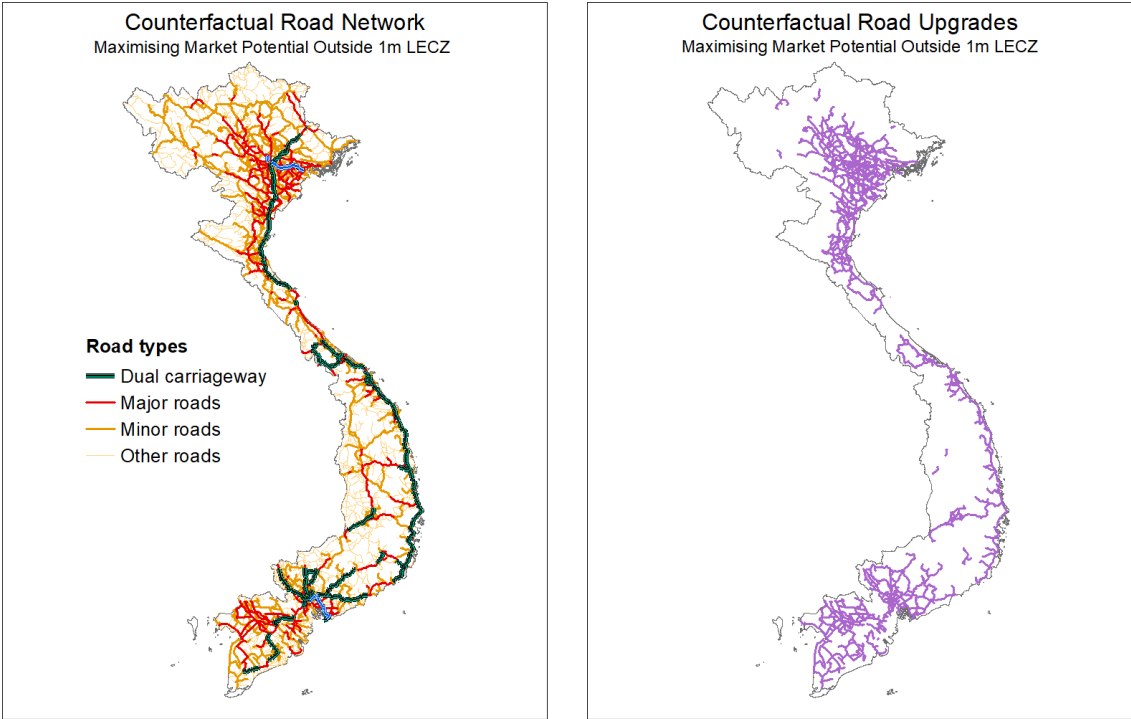 Counterfactual Road Network
Maximising Market Potential Outside 1m LECZ
Road types
Dual carriageway
Major roads
Minor roads
Other roads
Counterfactual Road Upgrades
Maximising Market Potential Outside 1m LECZ